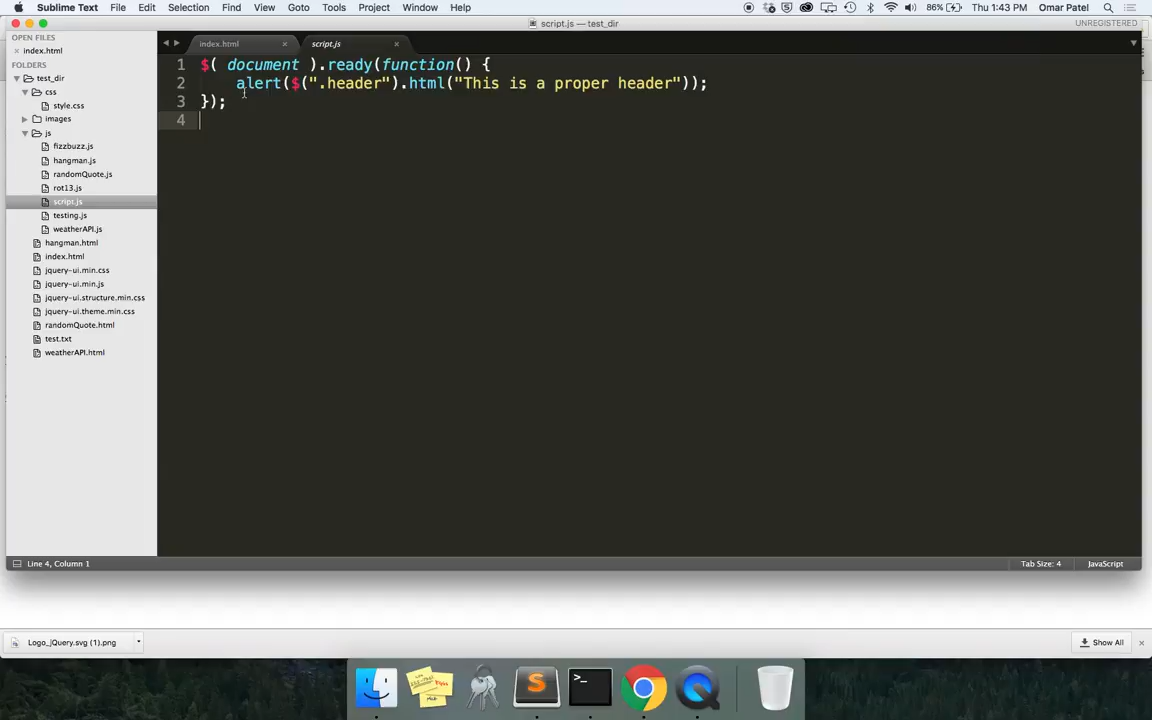 Sublime Text File Edit Selection Find View Goto Tools Project Window Help 86% Thu 1:43 PM Omar Patel
script.js — test_dir UNREGISTERED
OPEN FILES
index.html
FOLDERS
test_dir
css
style.css
images
js
fizzbuzz.js
hangman.js
randomQuote.js
rot13.js
script.js
testing.js
weatherAPI.js
hangman.html
index.html
jquery-ui.min.css
jquery-ui.min.js
jquery-ui.structure.min.css
jquery-ui.theme.min.css
randomQuote.html
test.txt
weatherAPI.html
index.html script.js
1 $( document ).ready(function() {
2 alert($(".header").html("This is a proper header"));
3 });
4
Line 4, Column 1 Tab Size: 4 JavaScript
Logo_jQuery.svg (1).png Show All